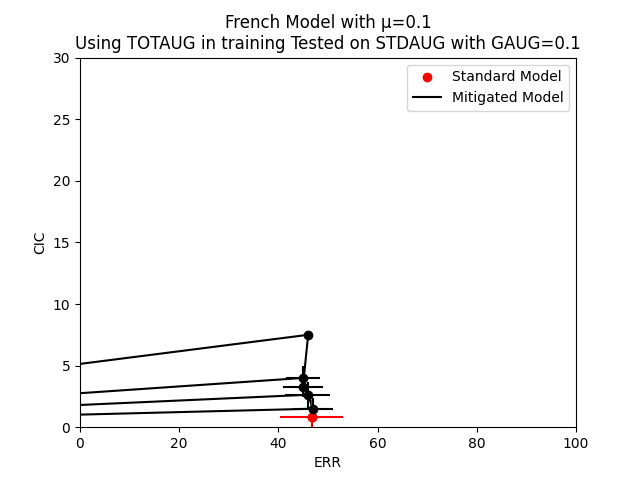 French Model with μ=0.1
Using TOTAUG in training Tested on STDAUG with GAUG=0.1
Standard Model
Mitigated Model
30
25
20
15
10
5
0
CIC
0 20 40 60 80 100
ERR